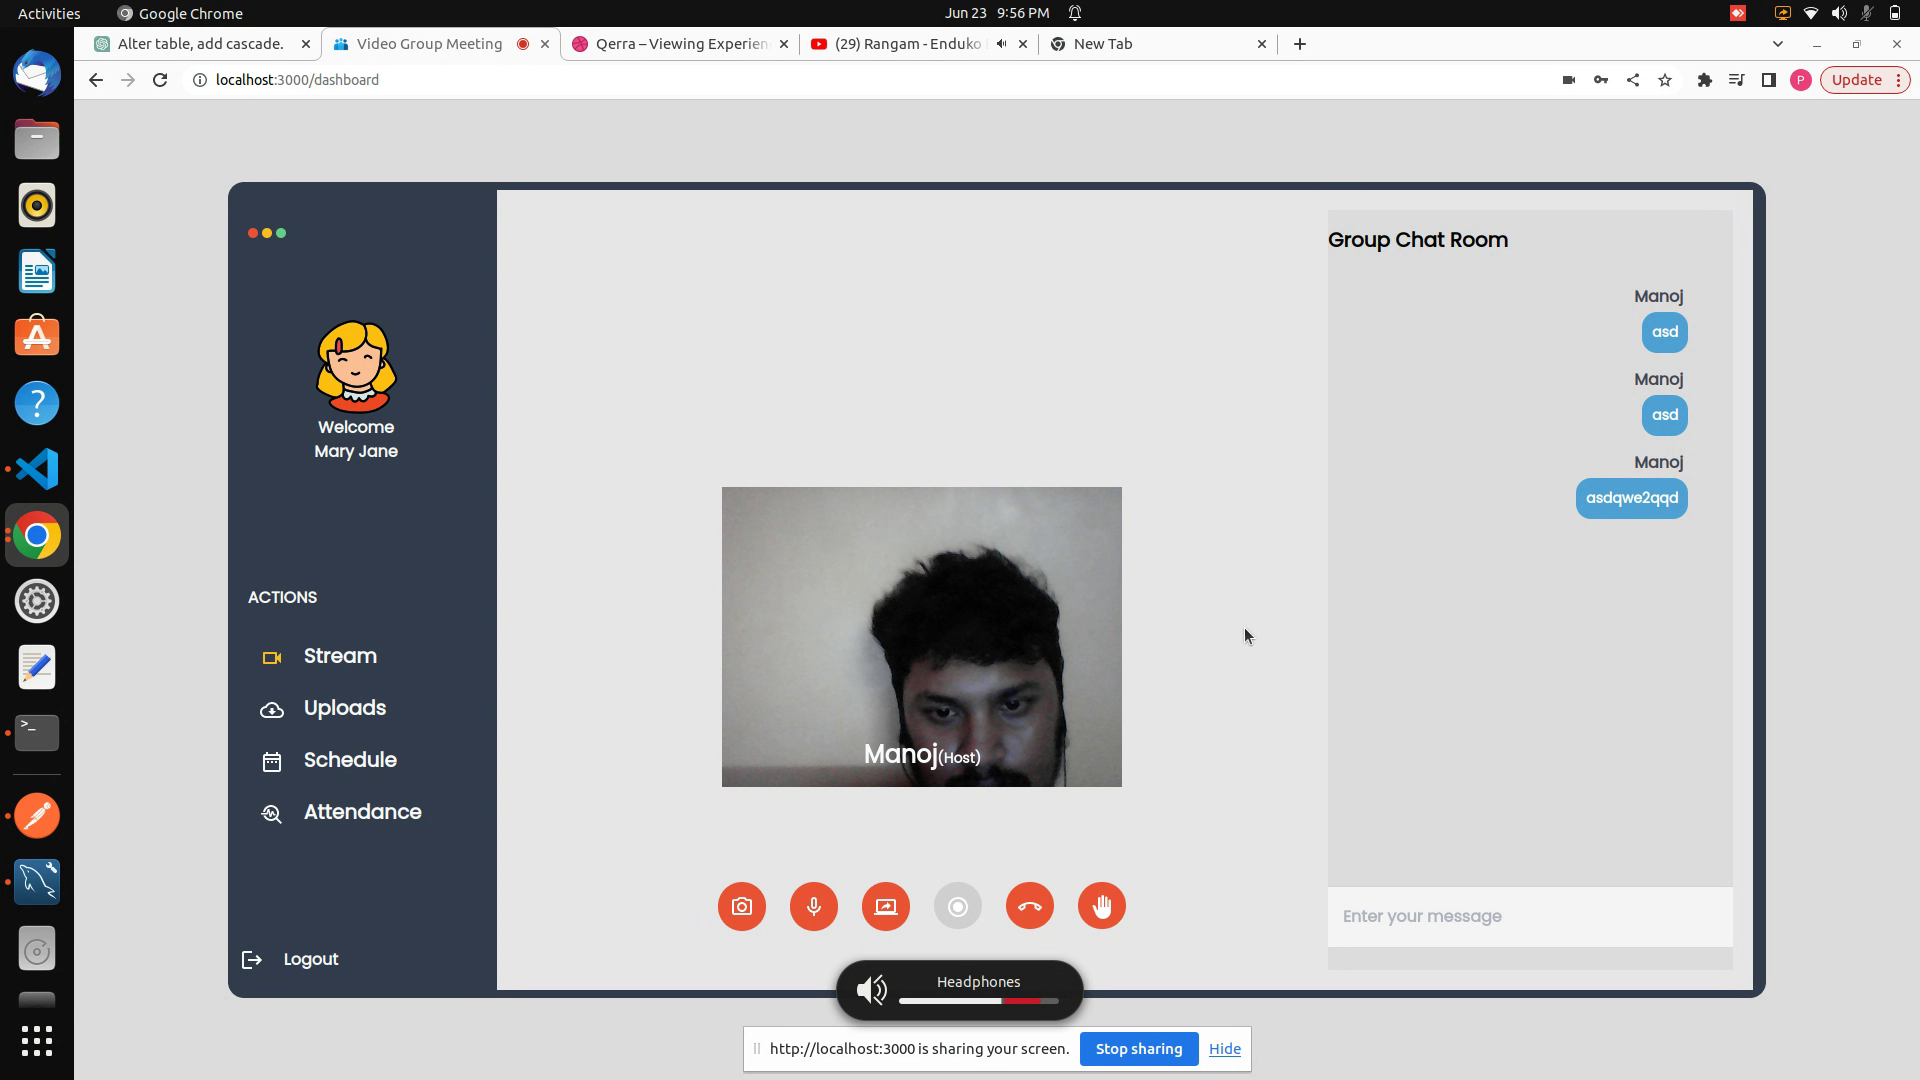 Activities
Google Chrome
Jun 23 9:56 PM
Alter table, add cascade.
Video Group Meeting
Qerra – Viewing Experien
(29) Rangam - Enduko
New Tab
localhost:3000/dashboard
P
Update
Group Chat Room
Manoj
asd
Manoj
asd
Manoj
asdqwe2qqd
Welcome
Mary Jane
ACTIONS
Stream
Uploads
Schedule
Attendance
Logout
Manoj(Host)
Enter your message
Headphones
http://localhost:3000 is sharing your screen.
Stop sharing
Hide